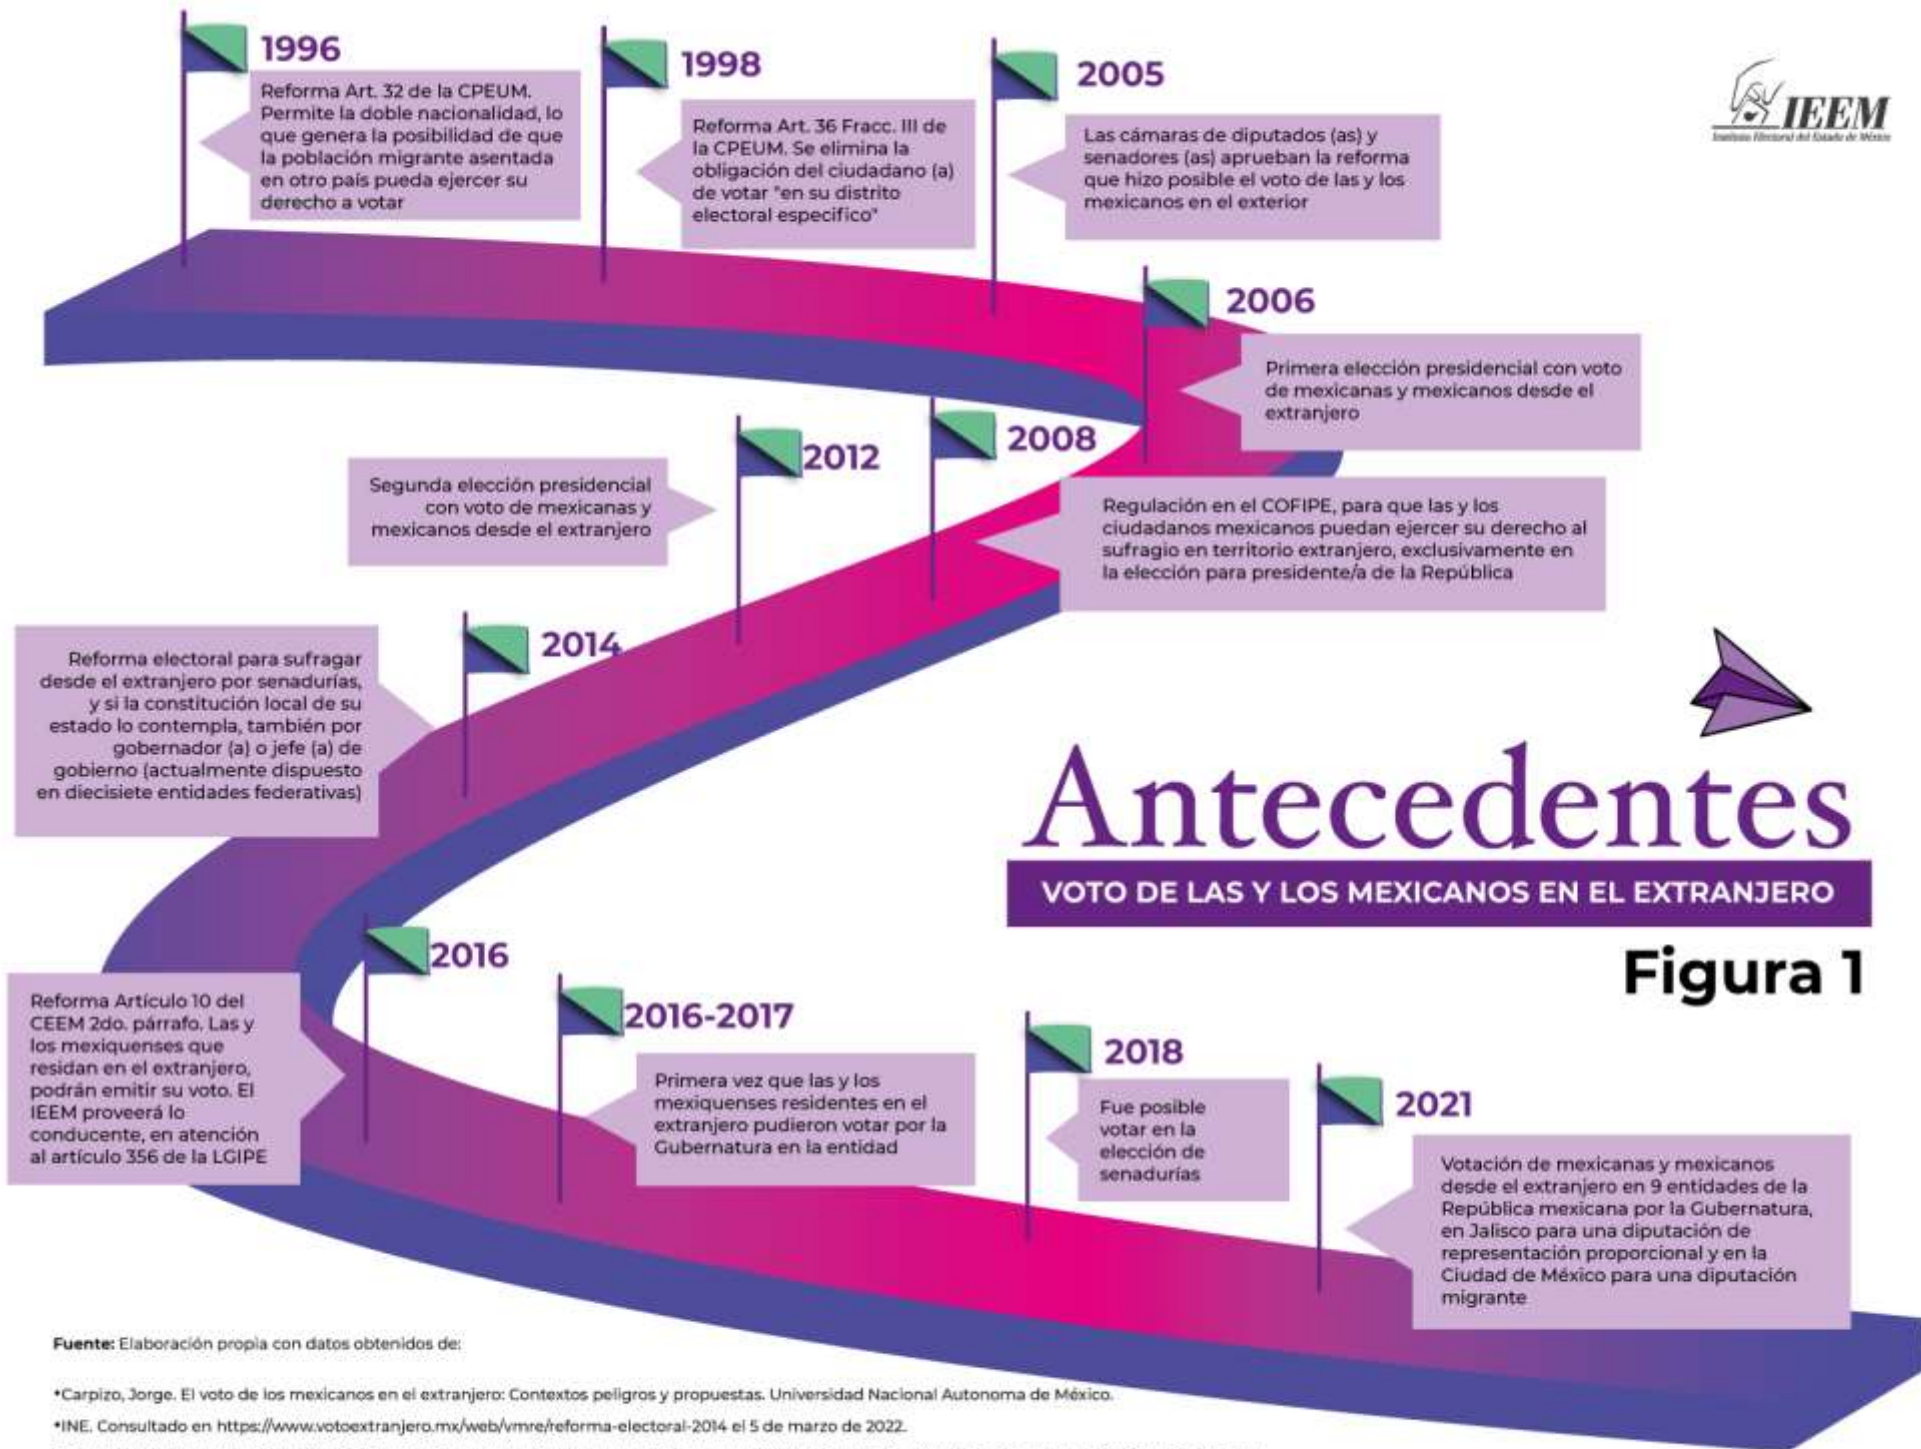 1996
Reforma Art. 32 de la CPEUM.
Permite la doble nacionalidad, lo
que genera la posibilidad de que
la población migrante asentada
en otro país pueda ejercer su
derecho a votar
1998
Reforma Art. 36 Fracc. III de
la CPEUM. Se elimina la
obligación del ciudadano (a)
de votar "en su distrito
electoral especifico"
2005
Las cámaras de diputados (as) y
senadores (as) aprueban la reforma
que hizo posible el voto de las y los
mexicanos en el exterior
IEEM
Instituto Electoral del Estado de México
2006
Primera elección presidencial con voto
de mexicanas y mexicanos desde el
extranjero
2008
Regulación en el COFIPE, para que las y los
ciudadanos mexicanos puedan ejercer su derecho al
sufragio en territorio extranjero, exclusivamente en
la elección para presidente/a de la República
2012
Segunda elección presidencial
con voto de mexicanas y
mexicanos desde el extranjero
2014
Reforma electoral para sufragar
desde el extranjero por senadurías,
y si la constitución local de su
estado lo contempla, también por
gobernador (a) o jefe (a) de
gobierno (actualmente dispuesto
en diecisiete entidades federativas)
Antecedentes
VOTO DE LAS Y LOS MEXICANOS EN EL EXTRANJERO
Figura 1
2016
Reforma Artículo 10 del
CEEM 2do. párrafo. Las y
los mexiquenses que
residan en el extranjero,
podrán emitir su voto. El
IEEM proveerá lo
conducente, en atención
al artículo 356 de la LGIPE
2016-2017
Primera vez que las y los
mexiquenses residentes en el
extranjero pudieron votar por la
Gubernatura en la entidad
2018
Fue posible
votar en la
elección de
senadurías
2021
Votación de mexicanas y mexicanos
desde el extranjero en 9 entidades de la
República mexicana por la Gubernatura,
en Jalisco para una diputación de
representación proporcional y en la
Ciudad de México para una diputación
migrante
Fuente: Elaboración propia con datos obtenidos de:
*Carpizo, Jorge. El voto de los mexicanos en el extranjero: Contextos peligros y propuestas. Universidad Nacional Autonoma de México.
*INE. Consultado en https://www.votoextranjero.mx/web/vmre/reforma-electoral-2014 el 5 de marzo de 2022.